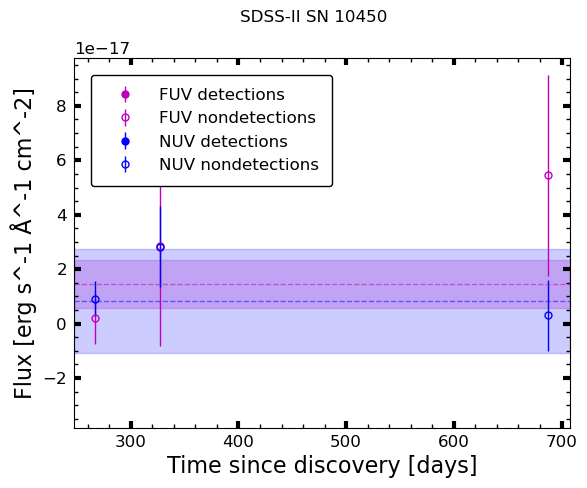 SDSS-II SN 10450
1e−17
FUV detections
FUV nondetections
NUV detections
NUV nondetections
8
6
4
2
0
−2
Flux [erg s^-1 Å^-1 cm^-2]
300 400 500 600 700
Time since discovery [days]